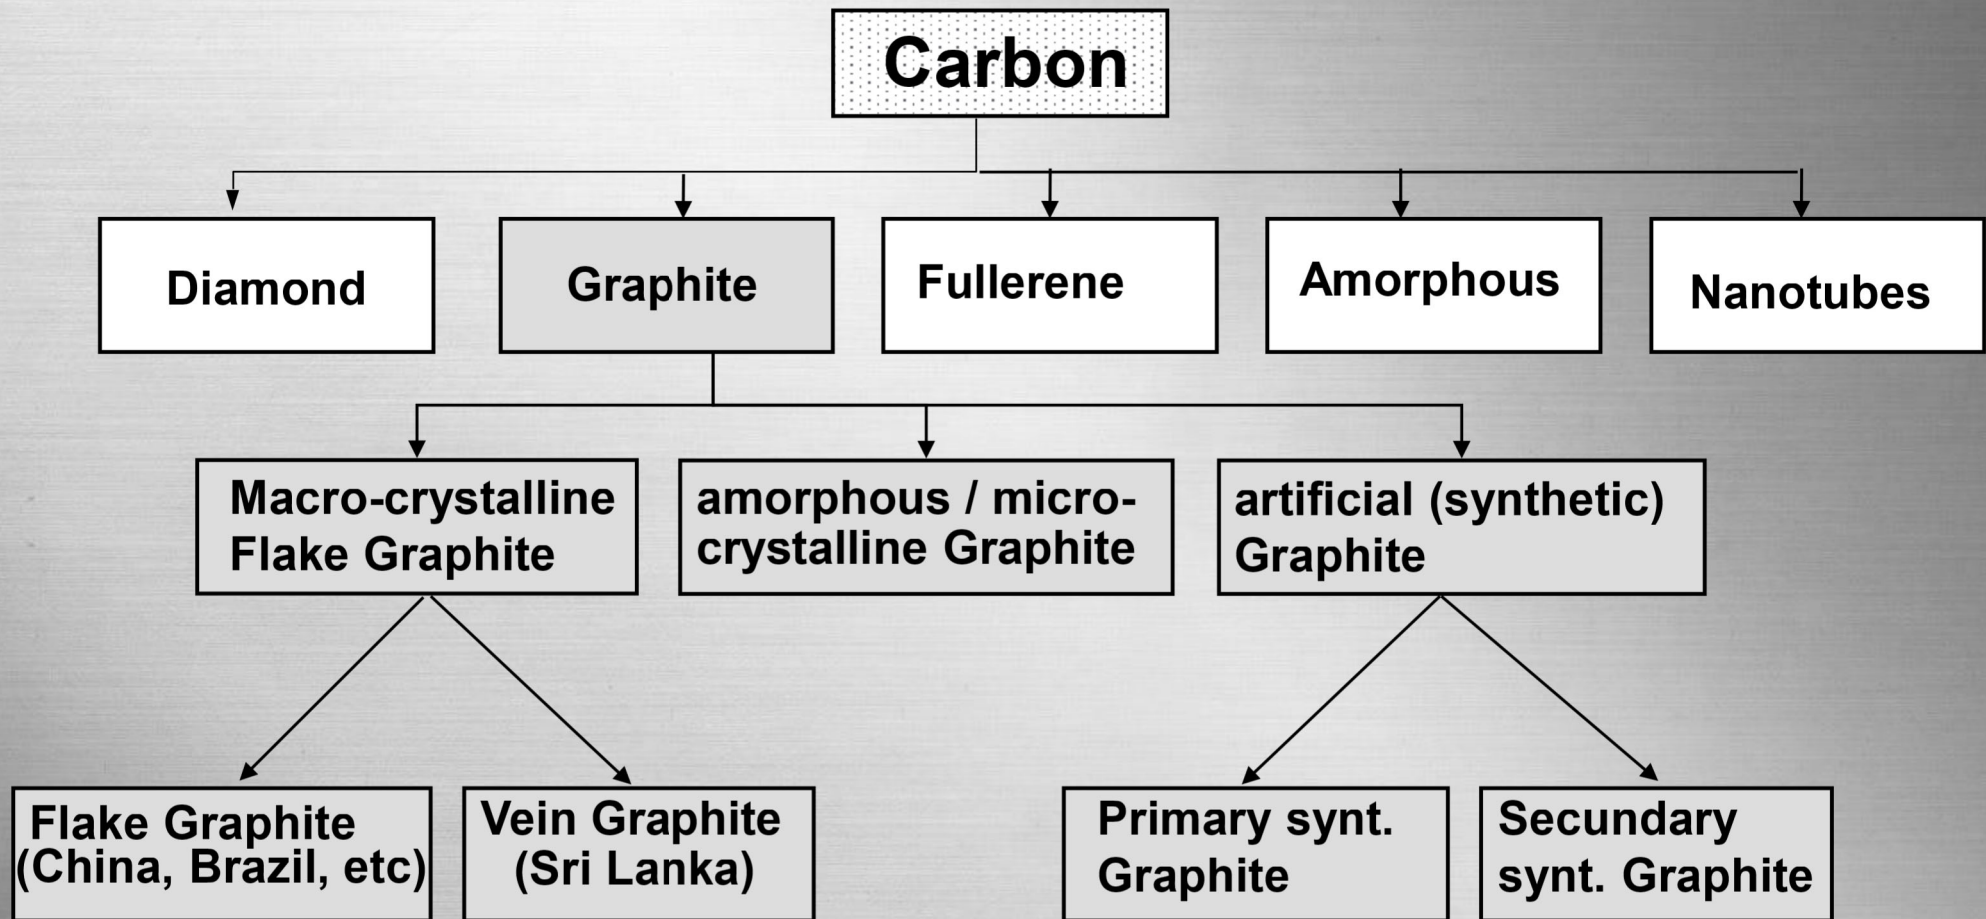 Carbon
Diamond
Graphite
Fullerene
Amorphous
Nanotubes
Macro-crystalline
Flake Graphite
amorphous / micro-
crystalline Graphite
artificial (synthetic)
Graphite
Flake Graphite
(China, Brazil, etc)
Vein Graphite
(Sri Lanka)
Primary synt.
Graphite
Secundary
synt. Graphite